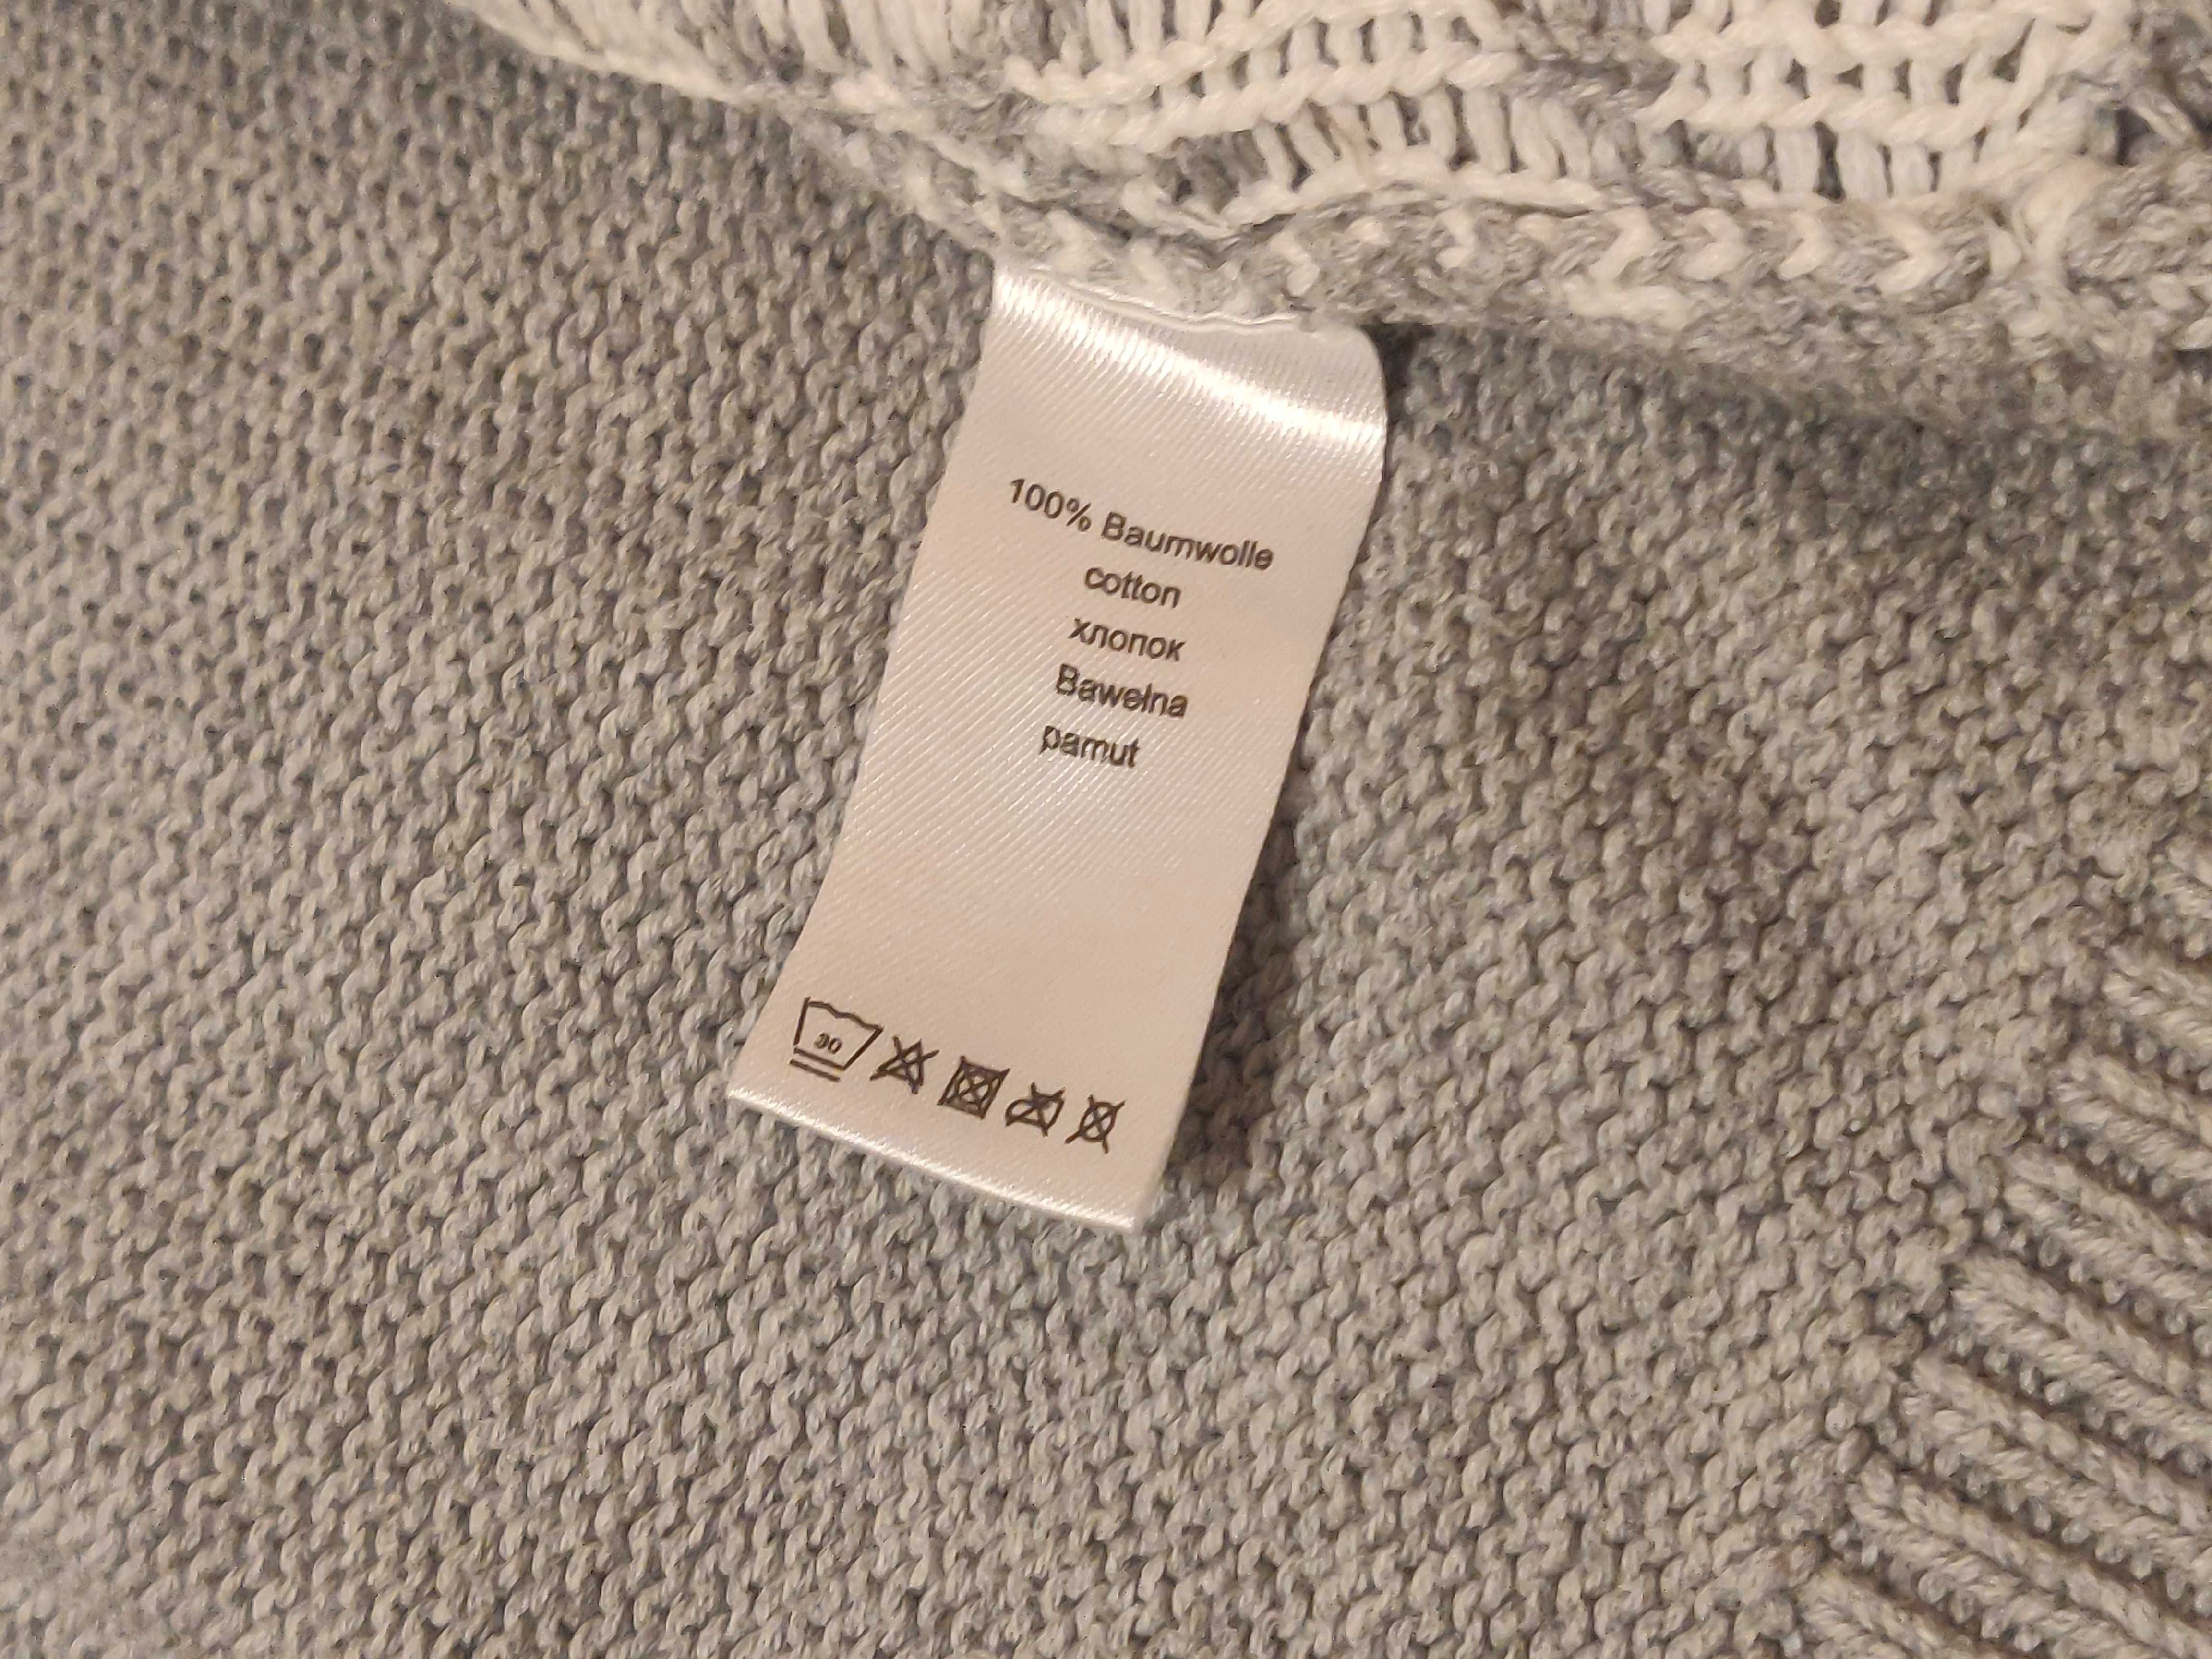 100% Baumwolle
cotton
хлопок
Bawełna
pamut
30